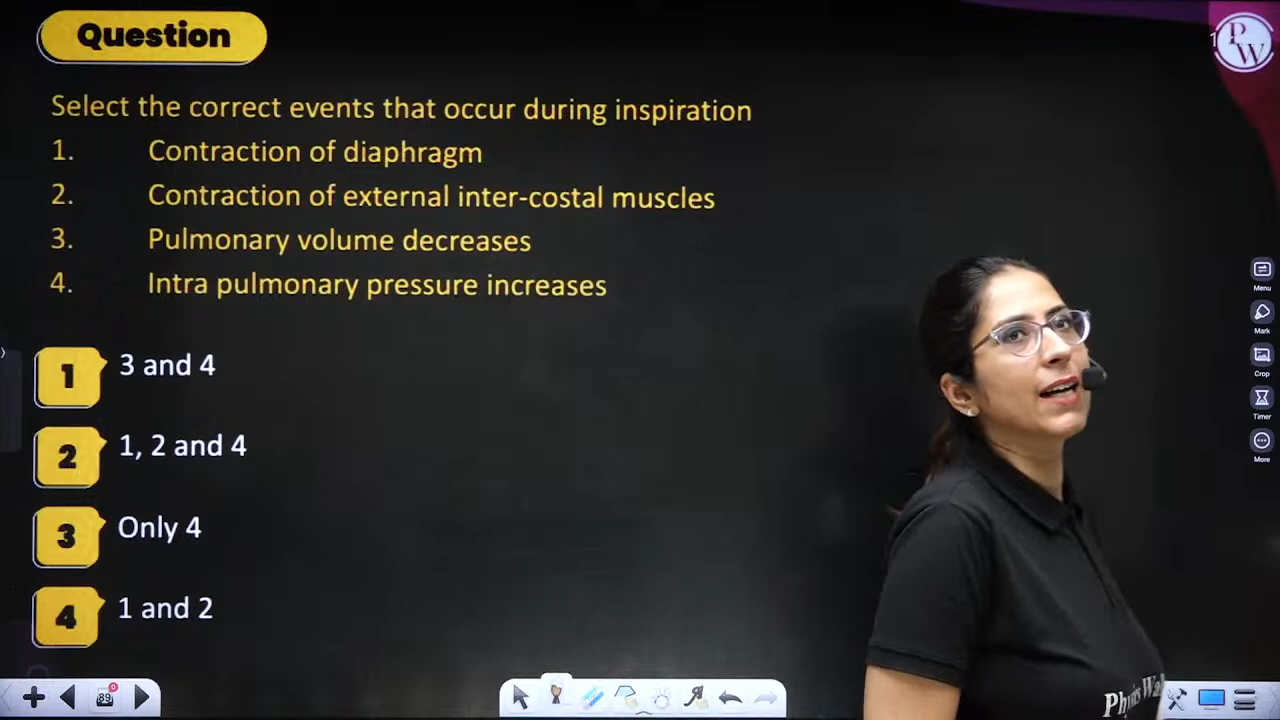 Question
Select the correct events that occur during inspiration
1. Contraction of diaphragm
2. Contraction of external inter-costal muscles
3. Pulmonary volume decreases
4. Intra pulmonary pressure increases
1 3 and 4
2 1, 2 and 4
3 Only 4
4 1 and 2
PW
Menu
Mark
Crop
Timer
More
89
0